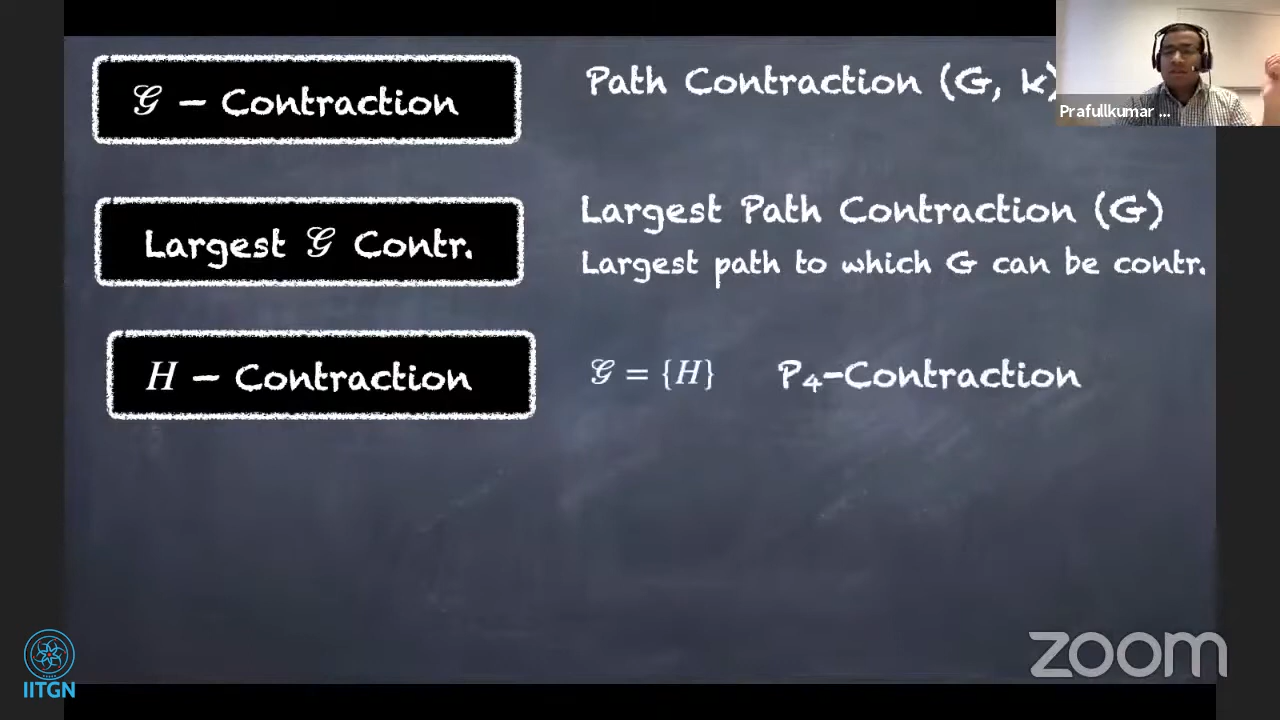 𝒢 – Contraction
Path Contraction (G, k)
Prafullkumar ...
Largest 𝒢 Contr.
Largest Path Contraction (G)
Largest path to which G can be contr.
H – Contraction
𝒢 = {H}
P₄-Contraction
IITGN
zoom